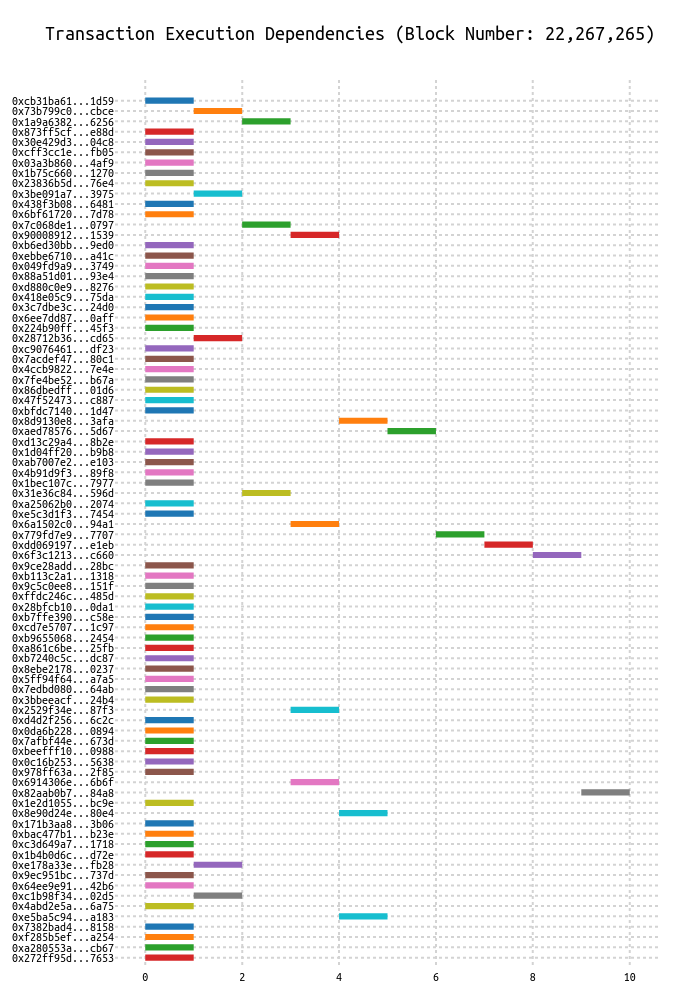 Transaction Execution Dependencies (Block Number: 22,267,265)
0xcb31ba61...1d59
0x73b799c0...cbce
0x1a9a6382...6256
0x873ff5cf...e88d
0x30e429d3...04c8
0xcff3cc1e...fb05
0x03a3b860...4af9
0x1b75c660...1270
0x23836b5d...76e4
0x3be091a7...3975
0x438f3b08...6481
0x6bf61720...7d78
0x7c068de1...0797
0x90008912...1539
0xb6ed30bb...9ed0
0xebbe6710...a41c
0x049fd9a9...3749
0x88a51d01...93e4
0xd880c0e9...8276
0x418e05c9...75da
0x3c7dbe3c...24d0
0x6ee7dd87...0aff
0x224b90ff...45f3
0x28712b36...cd65
0xc9076461...df23
0x7acdef47...80c1
0x4ccb9822...7e4e
0x7fe4be52...b67a
0x86dbedff...01d6
0x47f52473...c887
0xbfdc7140...1d47
0x8d9130e8...3afa
0xaed78576...5d67
0xd13c29a4...8b2e
0x1d04ff20...b9b8
0xab7007e2...e103
0x4b91d9f3...89f8
0x1bec107c...7977
0x31e36c84...596d
0xa25062b0...2074
0xe5c3d1f3...7454
0x6a1502c0...94a1
0x779fd7e9...7707
0xdd069197...e1eb
0x6f3c1213...c660
0x9ce28add...28bc
0xb113c2a1...1318
0x9c5c0ee8...151f
0xffdc246c...485d
0x28bfcb10...0da1
0xb7ffe390...c58e
0xcd7e5707...1c97
0xb9655068...2454
0xa861c6be...25fb
0xb7240c5c...dc87
0x8ebe2178...0237
0x5ff94f64...a7a5
0x7edbd080...64ab
0x3bbeeacf...24b4
0x2529f34e...87f3
0xd4d2f256...6c2c
0x0da6b228...0894
0x7afbf44e...673d
0xbeefff10...0988
0x0c16b253...5638
0x978ff63a...2f85
0x6914306e...6b6f
0x82aab0b7...84a8
0x1e2d1055...bc9e
0x8e90d24e...80e4
0x171b3aa8...3b06
0xbac477b1...b23e
0xc3d649a7...1718
0x1b4b0d6c...d72e
0xe178a33e...fb28
0x9ec951bc...737d
0x64ee9e91...42b6
0xc1b98f34...02d5
0x4abd2e5a...6a75
0xe5ba5c94...a183
0x7382bad4...8158
0xf285b5ef...a254
0xa280553a...cb67
0x272ff95d...7653
0 2 4 6 8 10